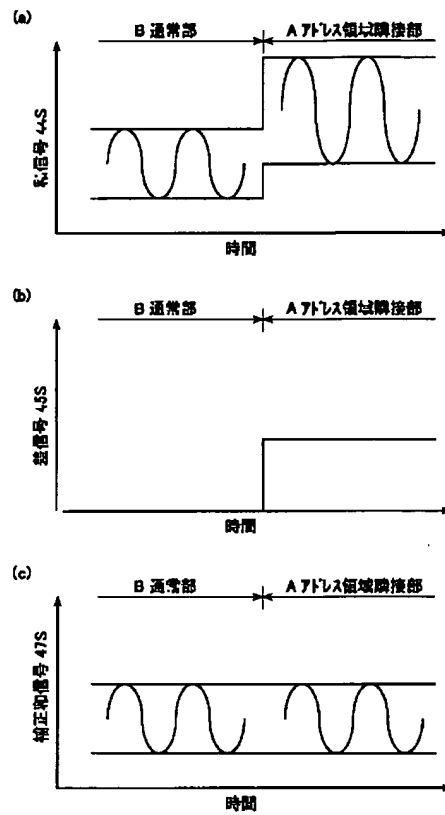 (a)
B 通常部
A アドレス領域隣接部
和信号 44S
時間
(b)
B 通常部
A アドレス領域隣接部
差信号 45S
時間
(c)
B 通常部
A アドレス領域隣接部
補正和信号 47S
時間